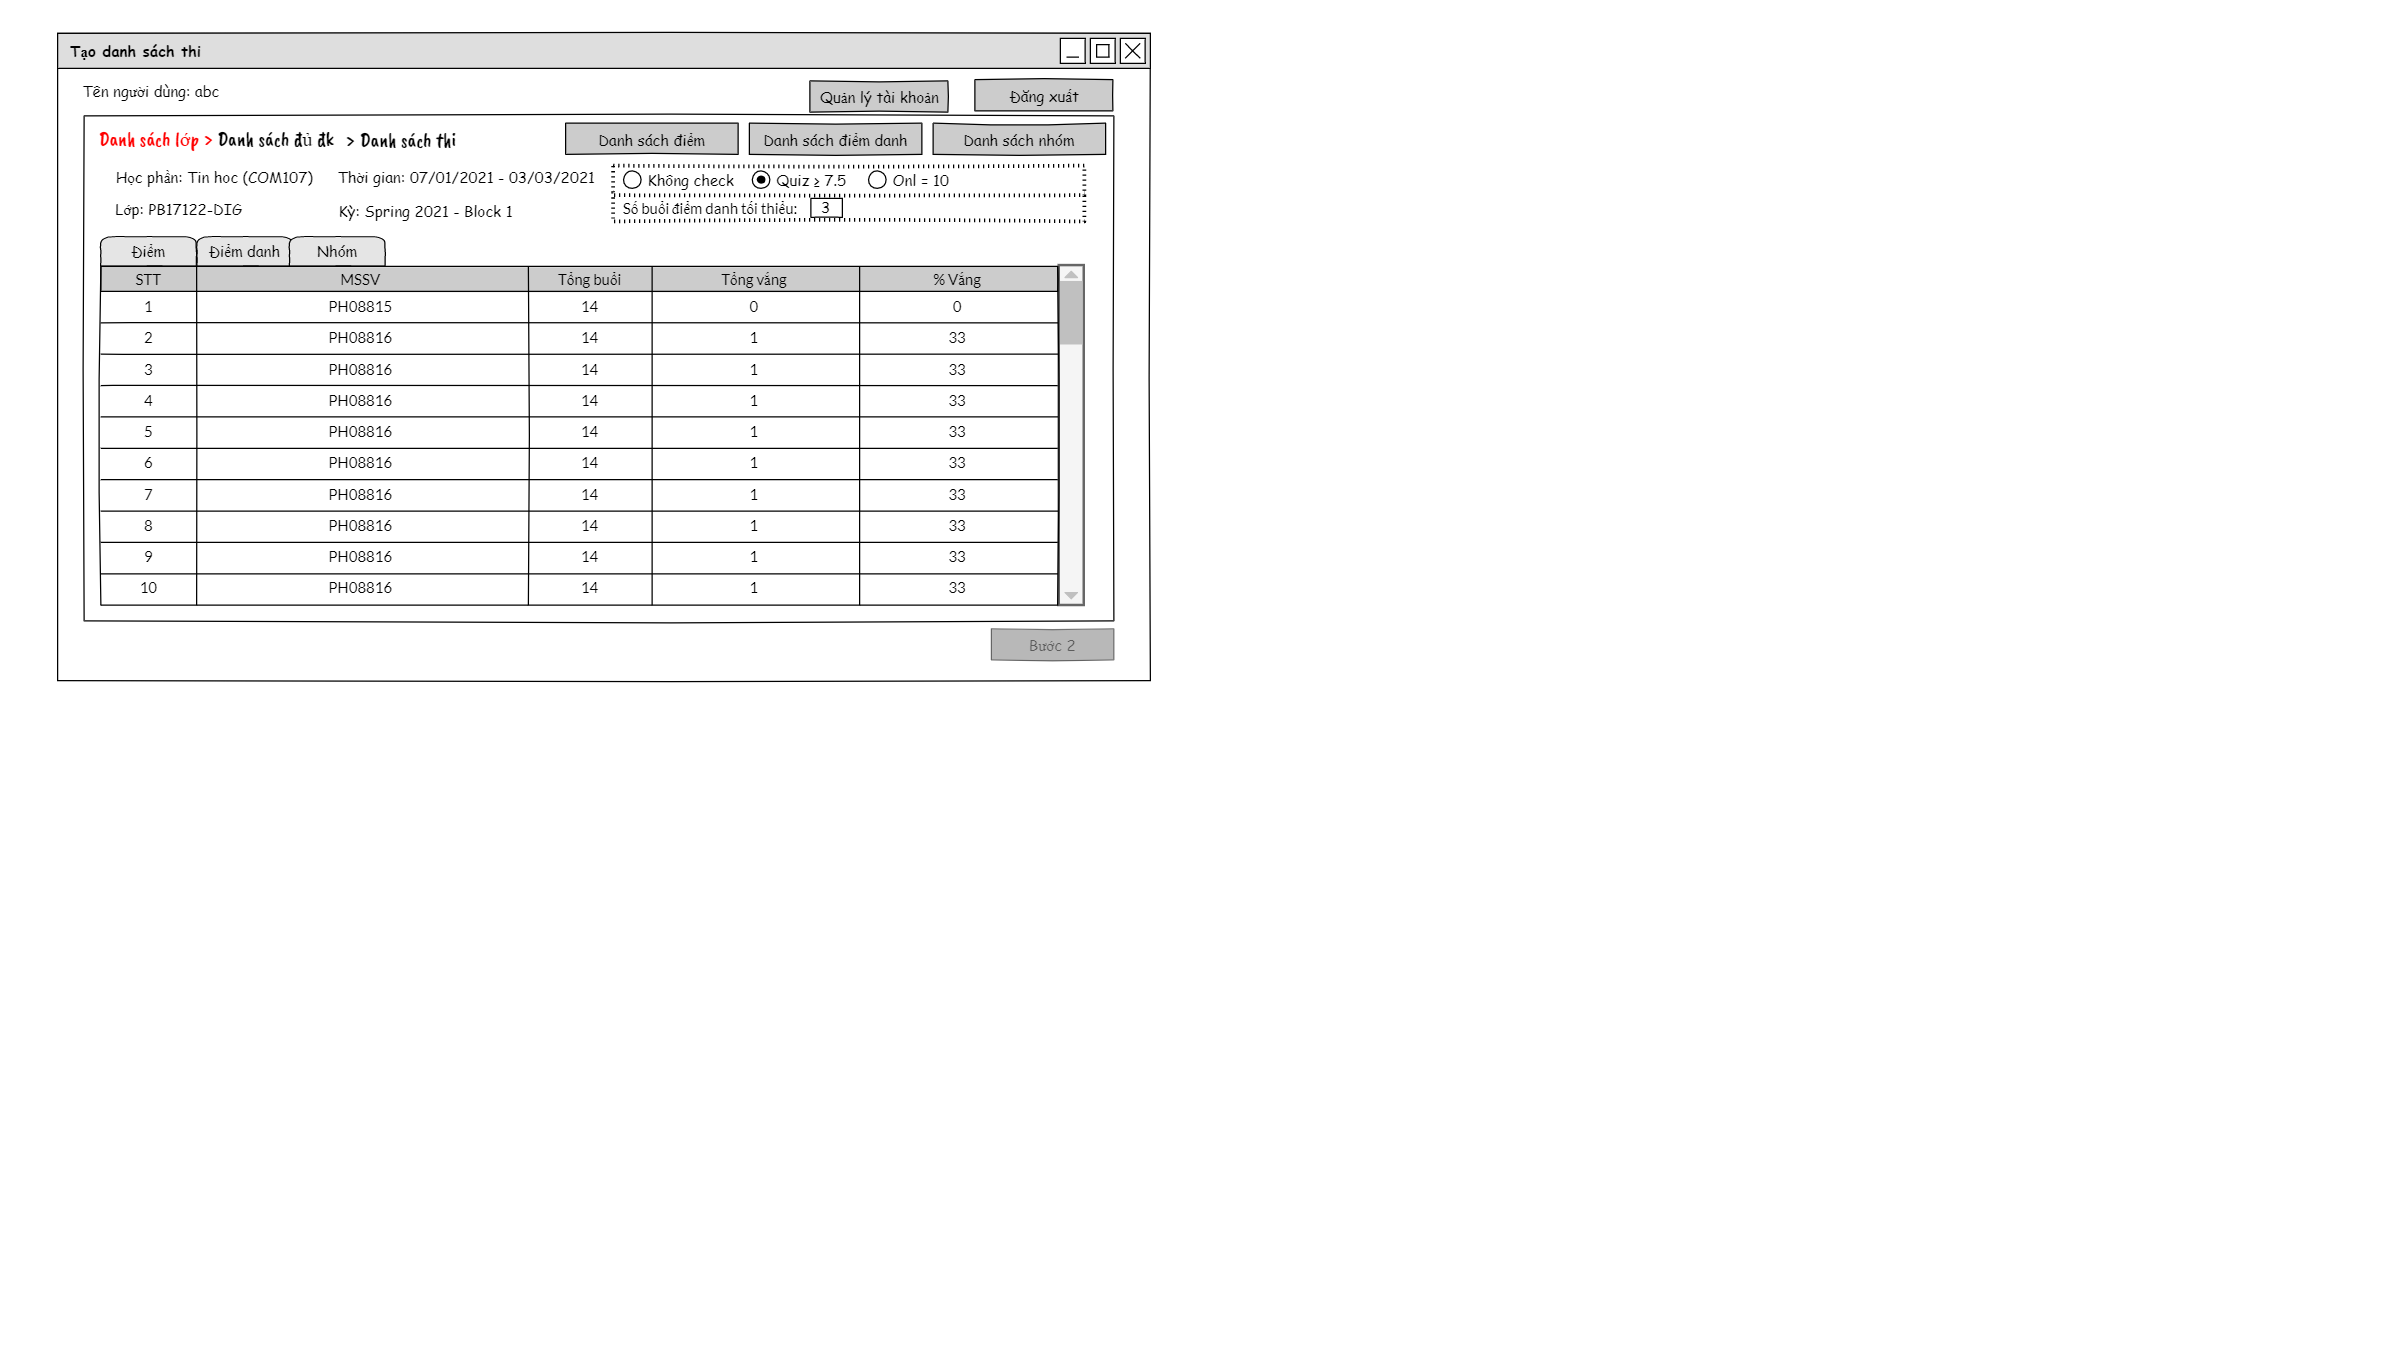 Tạo danh sách thi
Tên người dùng: abc
Quản lý tài khoản
Đăng xuất
Danh sách lớp > Danh sách đủ đk > Danh sách thi
Danh sách điểm
Danh sách điểm danh
Danh sách nhóm
Học phần: Tin hoc (COM107)
Thời gian: 07/01/2021 - 03/03/2021
Không check
Quiz ≥ 7.5
Onl = 10
Lớp: PB17122-DIG
Kỳ: Spring 2021 - Block 1
Số buổi điểm danh tối thiểu: 3
Điểm
Điểm danh
Nhóm
STT MSSV Tổng buổi Tổng vắng % Vắng
1 PH08815 14 0 0
2 PH08816 14 1 33
3 PH08816 14 1 33
4 PH08816 14 1 33
5 PH08816 14 1 33
6 PH08816 14 1 33
7 PH08816 14 1 33
8 PH08816 14 1 33
9 PH08816 14 1 33
10 PH08816 14 1 33
Bước 2